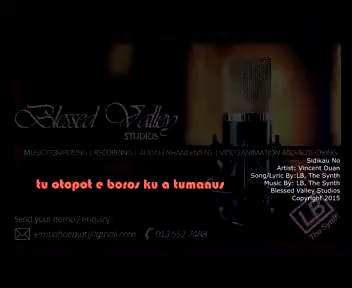 Blessed Valley
STUDIOS
MUSIC COMPOSING | RECORDING | AUDIO ENHANCEMENT | VIDEO ANIMATION AND AUTHORING
Sidikau No
Artist: Vincent Duan
Song/Lyric By:LB, The Synth
Music By: LB, The Synth
Blessed Valley Studios
Copyright 2015
tu otopot e boros ku a tumanus
LB
The Synth
Send your demo / enquiry :
013 552 7488